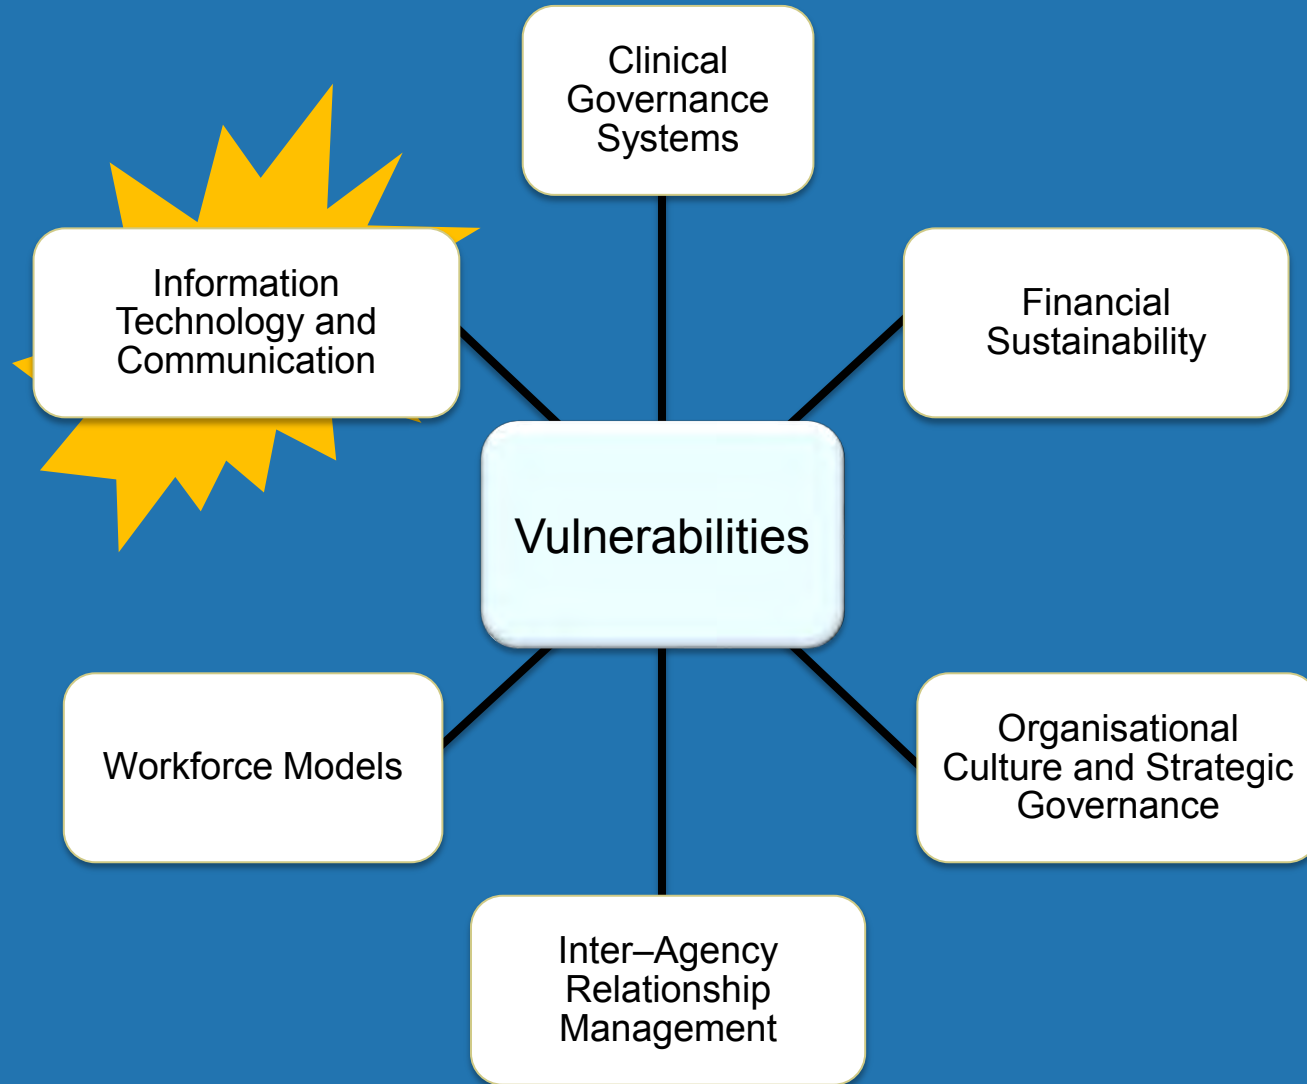 Clinical
Governance
Systems
Information
Technology and
Communication
Financial
Sustainability
Vulnerabilities
Workforce Models
Organisational
Culture and Strategic
Governance
Inter–Agency
Relationship
Management